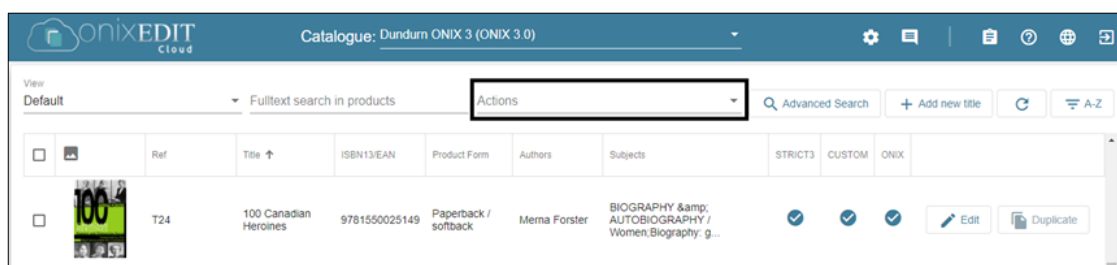 onixEDIT
Cloud
Catalogue: Dundurn ONIX 3 (ONIX 3.0)
View
Default
Fulltext search in products
Actions
Advanced Search
+ Add new title
A-Z
Ref
Title ↑
ISBN13/EAN
Product Form
Authors
Subjects
STRICT3
CUSTOM
ONIX
100
T24
100 Canadian
Heroines
9781550025149
Paperback /
softback
Merna Forster
BIOGRAPHY &amp;
AUTOBIOGRAPHY /
Women;Biography: g...
Edit
Duplicate